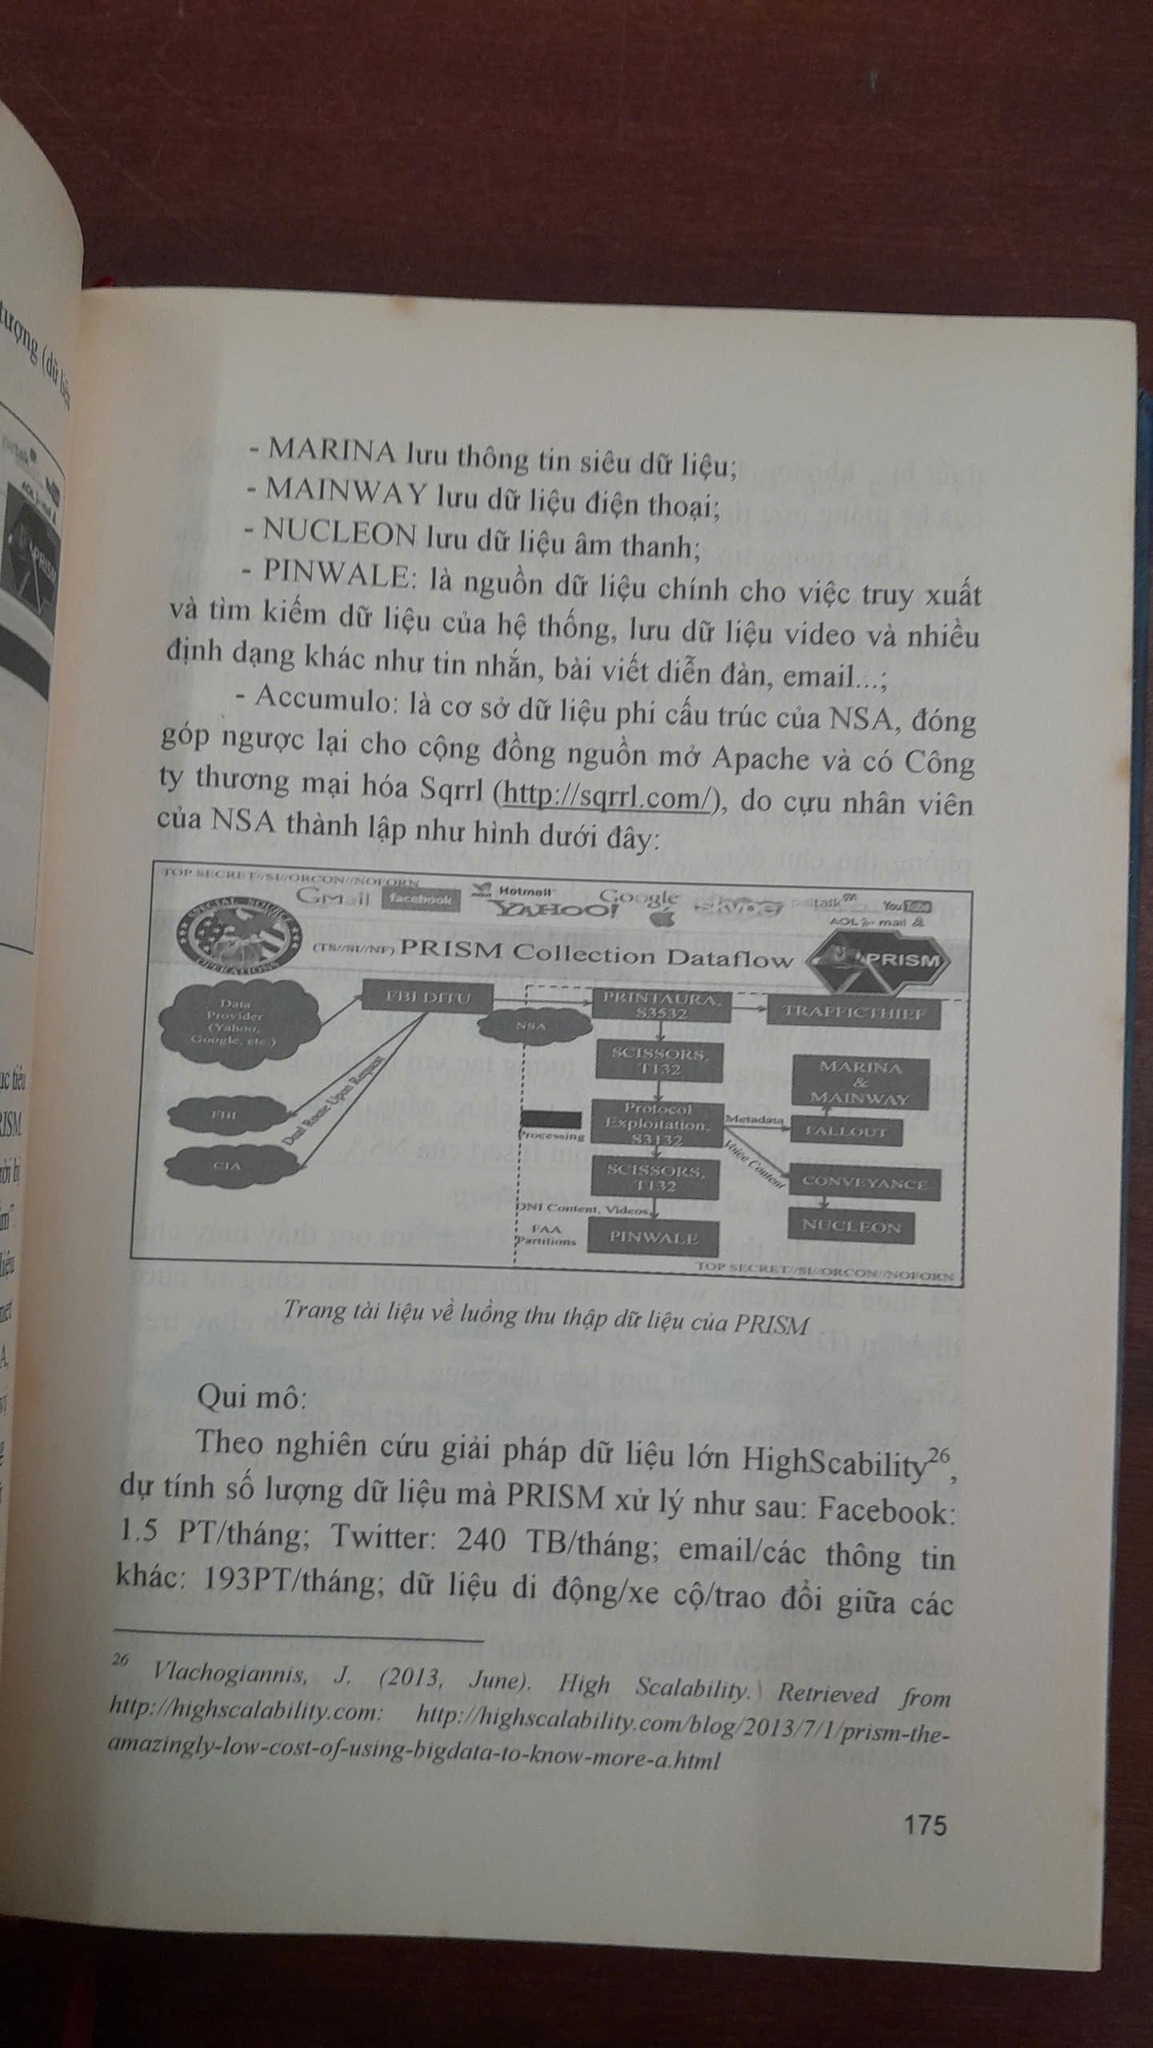 tượng (dữ liệu
- MARINA lưu thông tin siêu dữ liệu;
- MAINWAY lưu dữ liệu điện thoại;
- NUCLEON lưu dữ liệu âm thanh;
- PINWALE: là nguồn dữ liệu chính cho việc truy xuất
và tìm kiếm dữ liệu của hệ thống, lưu dữ liệu video và nhiều
định dạng khác như tin nhắn, bài viết diễn đàn, email...;
- Accumulo: là cơ sở dữ liệu phi cấu trúc của NSA, đóng
góp ngược lại cho cộng đồng nguồn mở Apache và có Công
ty thương mại hóa Sqrrl (http://sqrrl.com/), do cựu nhân viên
của NSA thành lập như hình dưới đây:
TOP SECRET//SI//ORCON//NOFORN
Gmail facebook Hotmail YAHOO! Google talk YouTube
AOL mail
SPECIAL SOURCE OPERATIONS
(TS//SI//NF) PRISM Collection Dataflow
PRISM
Data
Provider
(Yahoo,
Google, etc.)
FBI DITU
NSA
PRINTAURA,
S3532
TRAFFICTHIEF
FBI
CIA
Dual Route Upon Request
SCISSORS,
T132
MARINA
&
MAINWAY
Processing
Protocol
Exploitation,
S3132
Metadata
FALLOUT
Voice Content
SCISSORS,
T132
CONVEYANCE
DNI Content, Videos
FAA
Partitions
PINWALE
NUCLEON
TOP SECRET//SI//ORCON//NOFORN
Trang tài liệu về luồng thu thập dữ liệu của PRISM
Qui mô:
Theo nghiên cứu giải pháp dữ liệu lớn HighScability26,
dự tính số lượng dữ liệu mà PRISM xử lý như sau: Facebook:
1.5 PT/tháng; Twitter: 240 TB/tháng; email/các thông tin
khác: 193PT/tháng; dữ liệu di động/xe cộ/trao đổi giữa các
26 Vlachogiannis, J. (2013, June). High Scalability. Retrieved from
http://highscalability.com: http://highscalability.com/blog/2013/7/1/prism-the-
amazingly-low-cost-of-using-bigdata-to-know-more-a.html
175